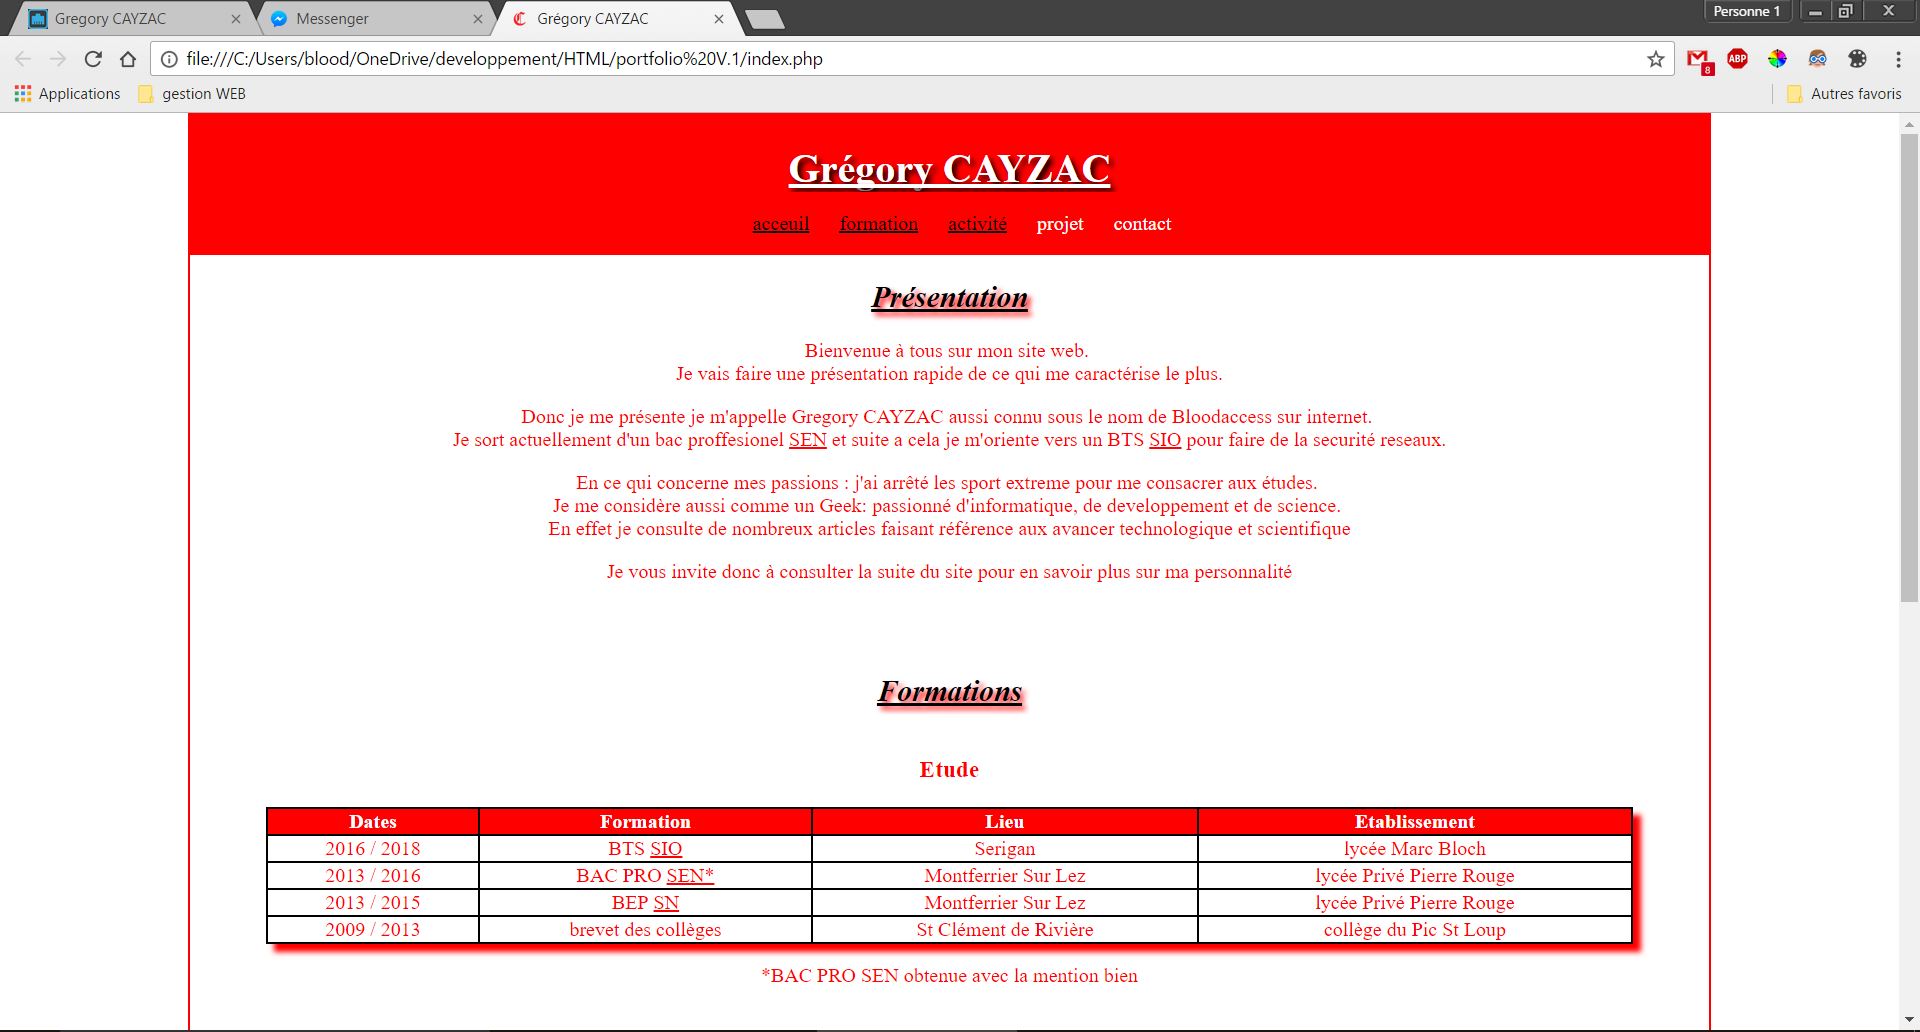 Gregory CAYZAC
Messenger
Grégory CAYZAC
Personne 1
file:///C:/Users/blood/OneDrive/developpement/HTML/portfolio%20V.1/index.php
8
ABP
Applications
gestion WEB
Autres favoris
Grégory CAYZAC
acceuil formation activité projet contact
Présentation
Bienvenue à tous sur mon site web.
Je vais faire une présentation rapide de ce qui me caractérise le plus.
Donc je me présente je m'appelle Gregory CAYZAC aussi connu sous le nom de Bloodaccess sur internet.
Je sort actuellement d'un bac proffesionel SEN et suite a cela je m'oriente vers un BTS SIO pour faire de la securité reseaux.
En ce qui concerne mes passions : j'ai arrêté les sport extreme pour me consacrer aux études.
Je me considère aussi comme un Geek: passionné d'informatique, de developpement et de science.
En effet je consulte de nombreux articles faisant référence aux avancer technologique et scientifique
Je vous invite donc à consulter la suite du site pour en savoir plus sur ma personnalité
Formations
Etude
Dates Formation Lieu Etablissement
2016 / 2018 BTS SIO Serigan lycée Marc Bloch
2013 / 2016 BAC PRO SEN* Montferrier Sur Lez lycée Privé Pierre Rouge
2013 / 2015 BEP SN Montferrier Sur Lez lycée Privé Pierre Rouge
2009 / 2013 brevet des collèges St Clément de Rivière collège du Pic St Loup
*BAC PRO SEN obtenue avec la mention bien